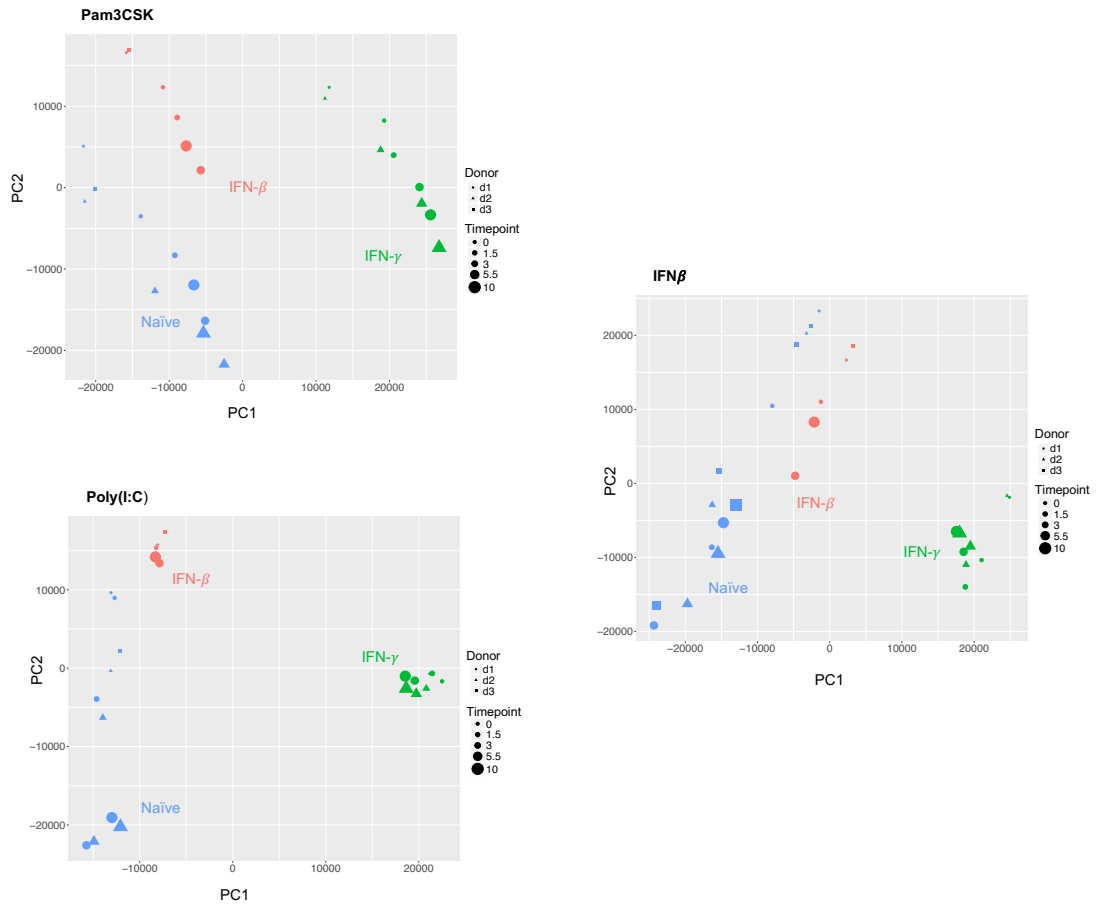 Pam3CSK
10000
0
−10000
−20000
PC2
−20000
−10000
0
10000
20000
PC1
IFN-β
IFN-γ
Naïve
Donor
d1
d2
d3
Timepoint
0
1.5
3
5.5
10
IFNβ
20000
10000
0
−10000
−20000
PC2
−20000
−10000
0
10000
20000
PC1
IFN-β
IFN-γ
Naïve
Donor
d1
d2
d3
Timepoint
0
1.5
3
5.5
10
Poly(I:C)
10000
0
−10000
−20000
PC2
−10000
0
10000
20000
PC1
IFN-β
IFN-γ
Naïve
Donor
d1
d2
d3
Timepoint
0
1.5
3
5.5
10